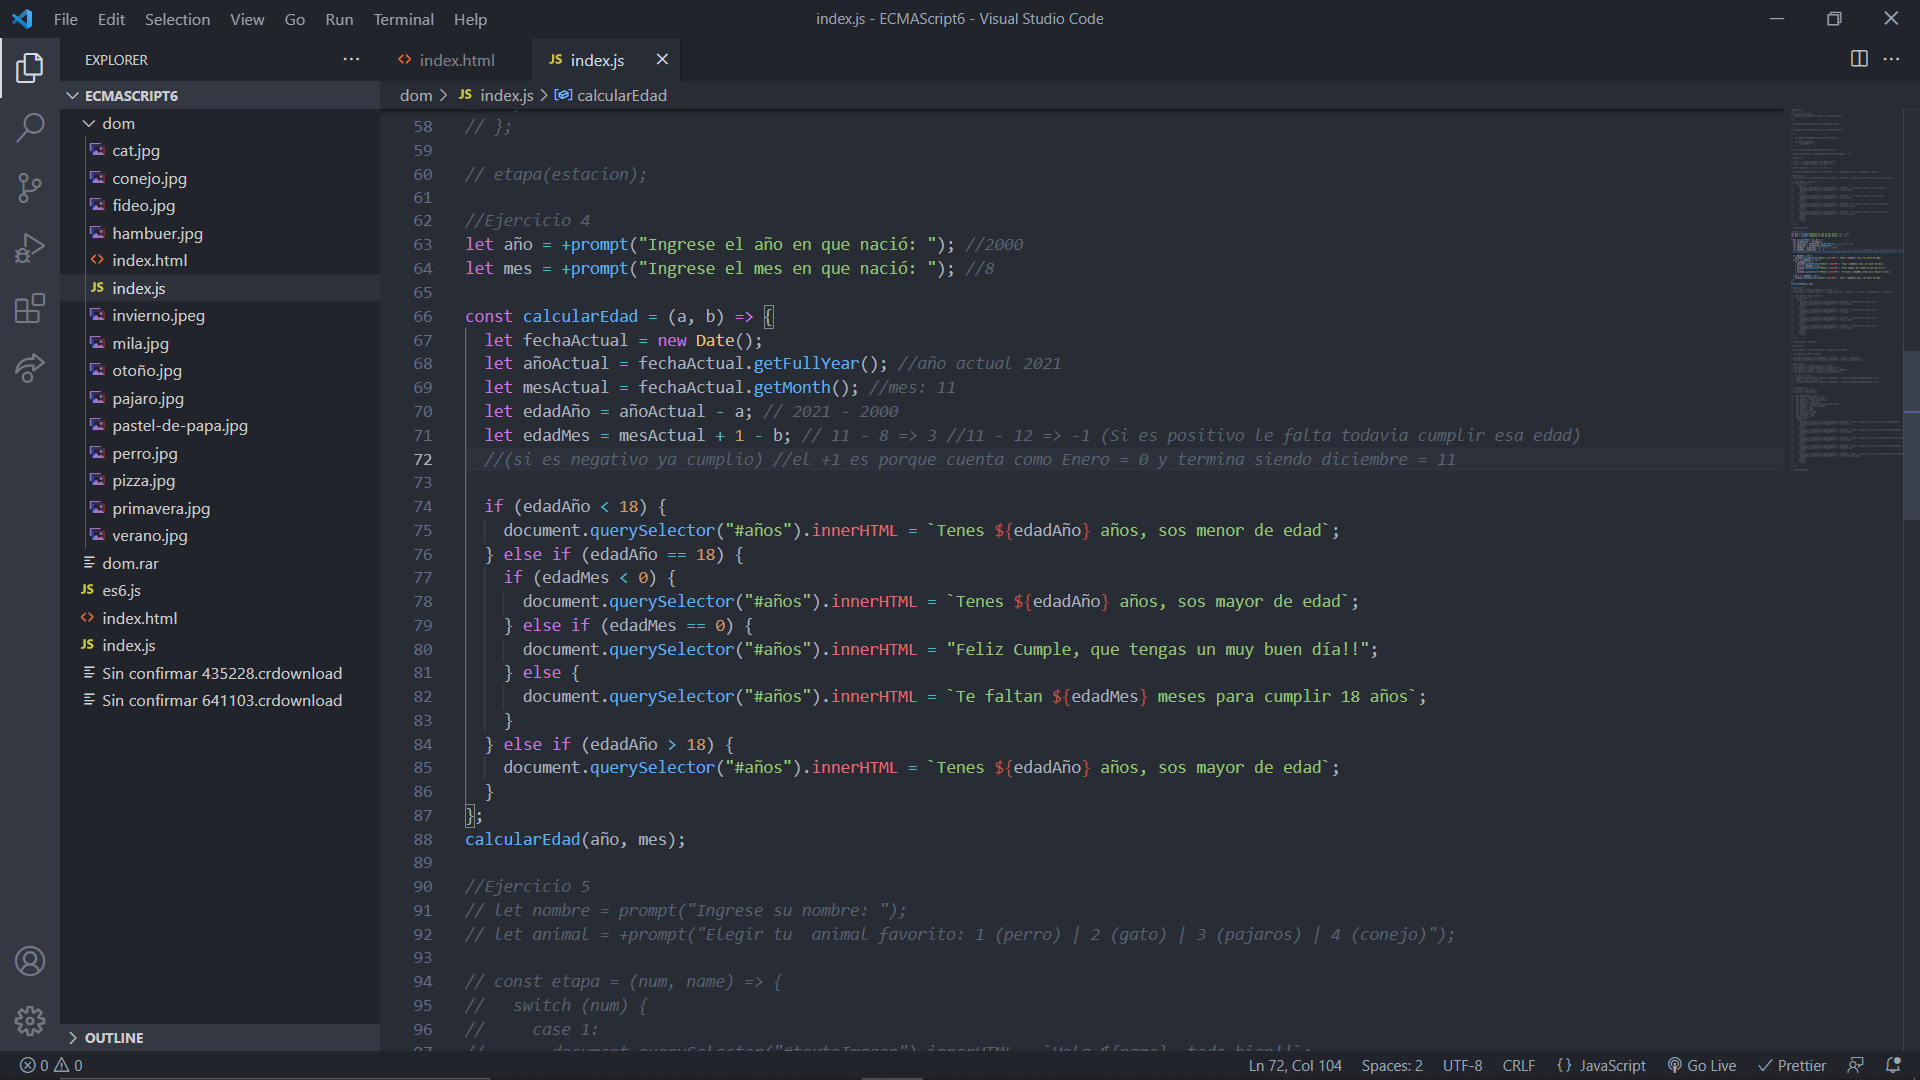 File Edit Selection View Go Run Terminal Help
index.js - ECMAScript6 - Visual Studio Code
EXPLORER
ECMASCRIPT6
dom
cat.jpg
conejo.jpg
fideo.jpg
hambuer.jpg
index.html
JS index.js
invierno.jpeg
mila.jpg
otoño.jpg
pajaro.jpg
pastel-de-papa.jpg
perro.jpg
pizza.jpg
primavera.jpg
verano.jpg
dom.rar
JS es6.js
index.html
JS index.js
Sin confirmar 435228.crdownload
Sin confirmar 641103.crdownload
OUTLINE
index.html
JS index.js
dom > JS index.js > calcularEdad
58 // };
59
60 // etapa(estacion);
61
62 //Ejercicio 4
63 let año = +prompt("Ingrese el año en que nació: "); //2000
64 let mes = +prompt("Ingrese el mes en que nació: "); //8
65
66 const calcularEdad = (a, b) => {
67 let fechaActual = new Date();
68 let añoActual = fechaActual.getFullYear(); //año actual 2021
69 let mesActual = fechaActual.getMonth(); //mes: 11
70 let edadAño = añoActual - a; // 2021 - 2000
71 let edadMes = mesActual + 1 - b; // 11 - 8 => 3 //11 - 12 => -1 (Si es positivo le falta todavia cumplir esa edad)
72 //(si es negativo ya cumplio) //el +1 es porque cuenta como Enero = 0 y termina siendo diciembre = 11
73
74 if (edadAño < 18) {
75 document.querySelector("#años").innerHTML = `Tenes ${edadAño} años, sos menor de edad`;
76 } else if (edadAño == 18) {
77 if (edadMes < 0) {
78 document.querySelector("#años").innerHTML = `Tenes ${edadAño} años, sos mayor de edad`;
79 } else if (edadMes == 0) {
80 document.querySelector("#años").innerHTML = "Feliz Cumple, que tengas un muy buen día!!";
81 } else {
82 document.querySelector("#años").innerHTML = `Te faltan ${edadMes} meses para cumplir 18 años`;
83 }
84 } else if (edadAño > 18) {
85 document.querySelector("#años").innerHTML = `Tenes ${edadAño} años, sos mayor de edad`;
86 }
87 };
88 calcularEdad(año, mes);
89
90 //Ejercicio 5
91 // let nombre = prompt("Ingrese su nombre: ");
92 // let animal = +prompt("Elegir tu  animal favorito: 1 (perro) | 2 (gato) | 3 (pajaros) | 4 (conejo)");
93
94 // const etapa = (num, name) => {
95 // switch (num) {
96 // case 1:
0 0
Ln 72, Col 104 Spaces: 2 UTF-8 CRLF {} JavaScript Go Live Prettier